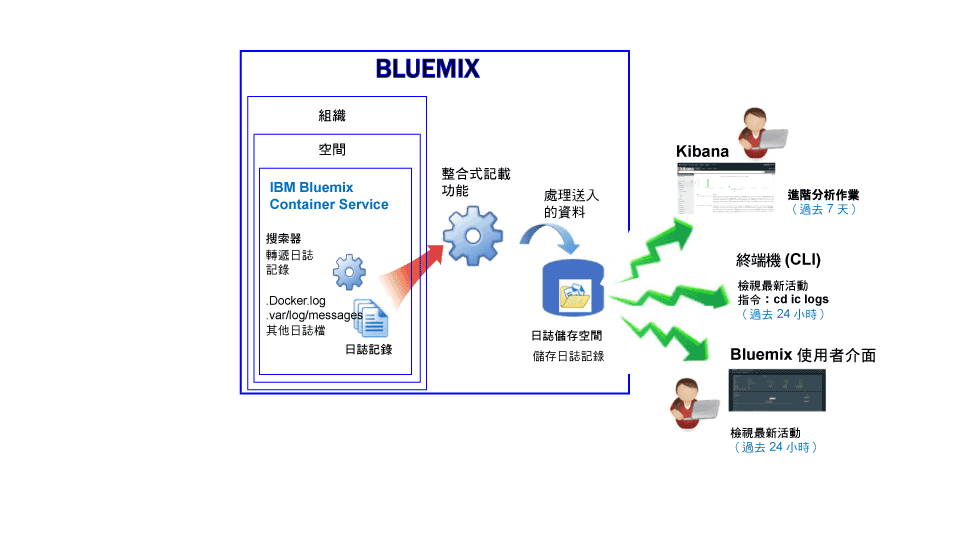 BLUEMIX
組織
空間
IBM Bluemix
Container Service
搜索器
轉遞日誌
記錄
.Docker.log
.var/log/messages
其他日誌檔
日誌記錄
整合式記載
功能
處理送入
的資料
日誌儲存空間
儲存日誌記錄
Kibana
進階分析作業
（過去 7 天）
終端機 (CLI)
檢視最新活動
指令：cd ic logs
（過去 24 小時）
Bluemix 使用者介面
檢視最新活動
（過去 24 小時）